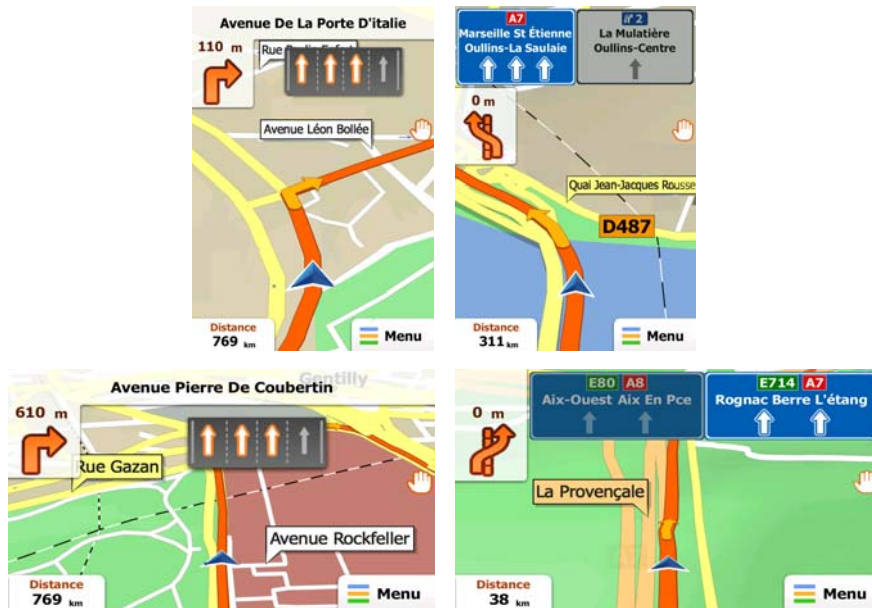 Avenue De La Porte D'italie
110 m
Avenue Léon Bollée
Distance
769 km
Menu
A7
Marseille St Étienne
Oullins-La Saulaie
nº 2
La Mulatière
Oullins-Centre
0 m
Quai Jean-Jacques Rousse
D487
Distance
311 km
Menu
Gentilly
Avenue Pierre De Coubertin
610 m
Rue Gazan
Avenue Rockfeller
Distance
769 km
Menu
E80 A8
Aix-Ouest Aix En Pce
E714 A7
Rognac Berre L'étang
0 m
La Provençale
Distance
38 km
Menu